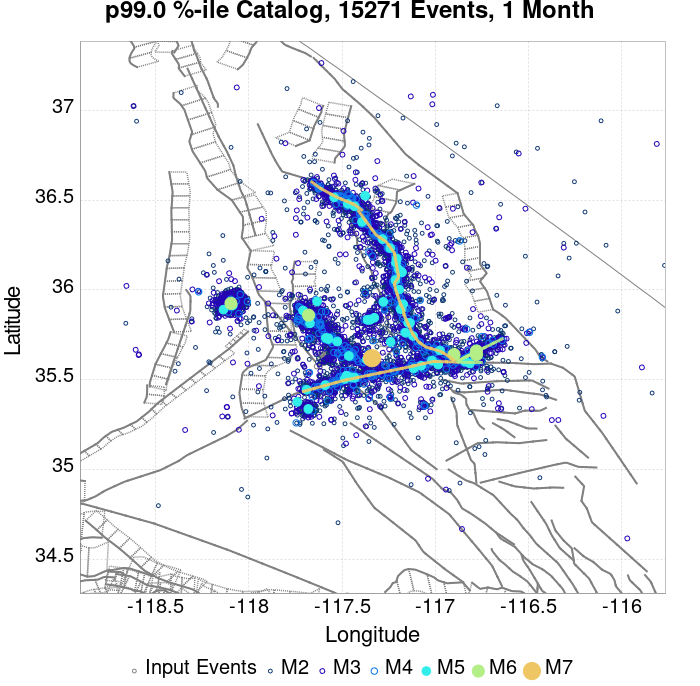 p99.0 %-ile Catalog, 15271 Events, 1 Month
37
36.5
36
35.5
35
34.5
Latitude
-118.5 -118 -117.5 -117 -116.5 -116
Longitude
Input Events M2 M3 M4 M5 M6 M7